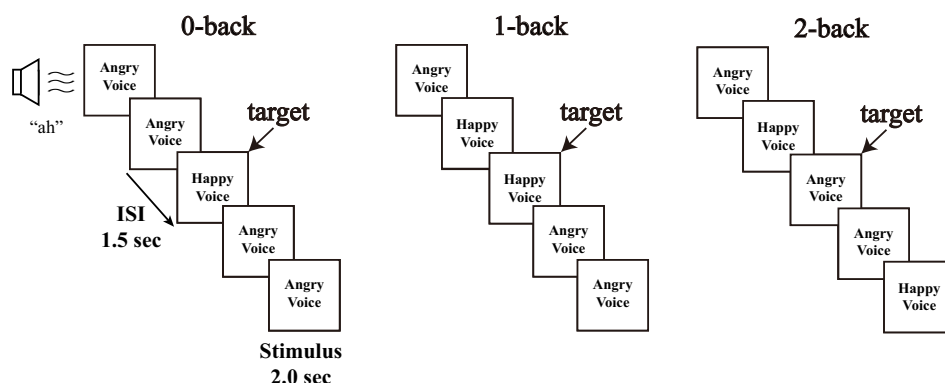 0-back
Angry
Voice
"ah"
Angry
Voice
target
Happy
Voice
ISI
1.5 sec
Angry
Voice
Angry
Voice
Stimulus
2.0 sec
1-back
Angry
Voice
Happy
Voice
target
Happy
Voice
Angry
Voice
Angry
Voice
2-back
Angry
Voice
Happy
Voice
target
Angry
Voice
Angry
Voice
Happy
Voice